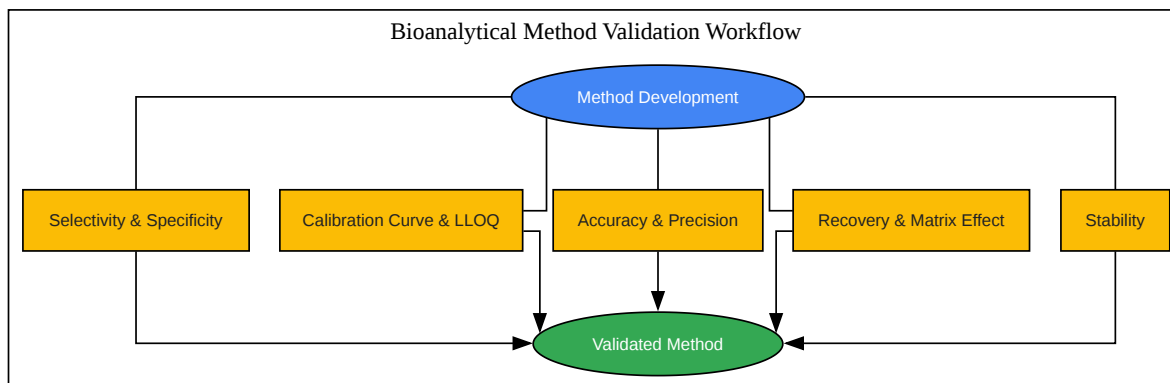 Bioanalytical Method Validation Workflow
Method Development
Selectivity & Specificity
Calibration Curve & LLOQ
Accuracy & Precision
Recovery & Matrix Effect
Stability
Validated Method